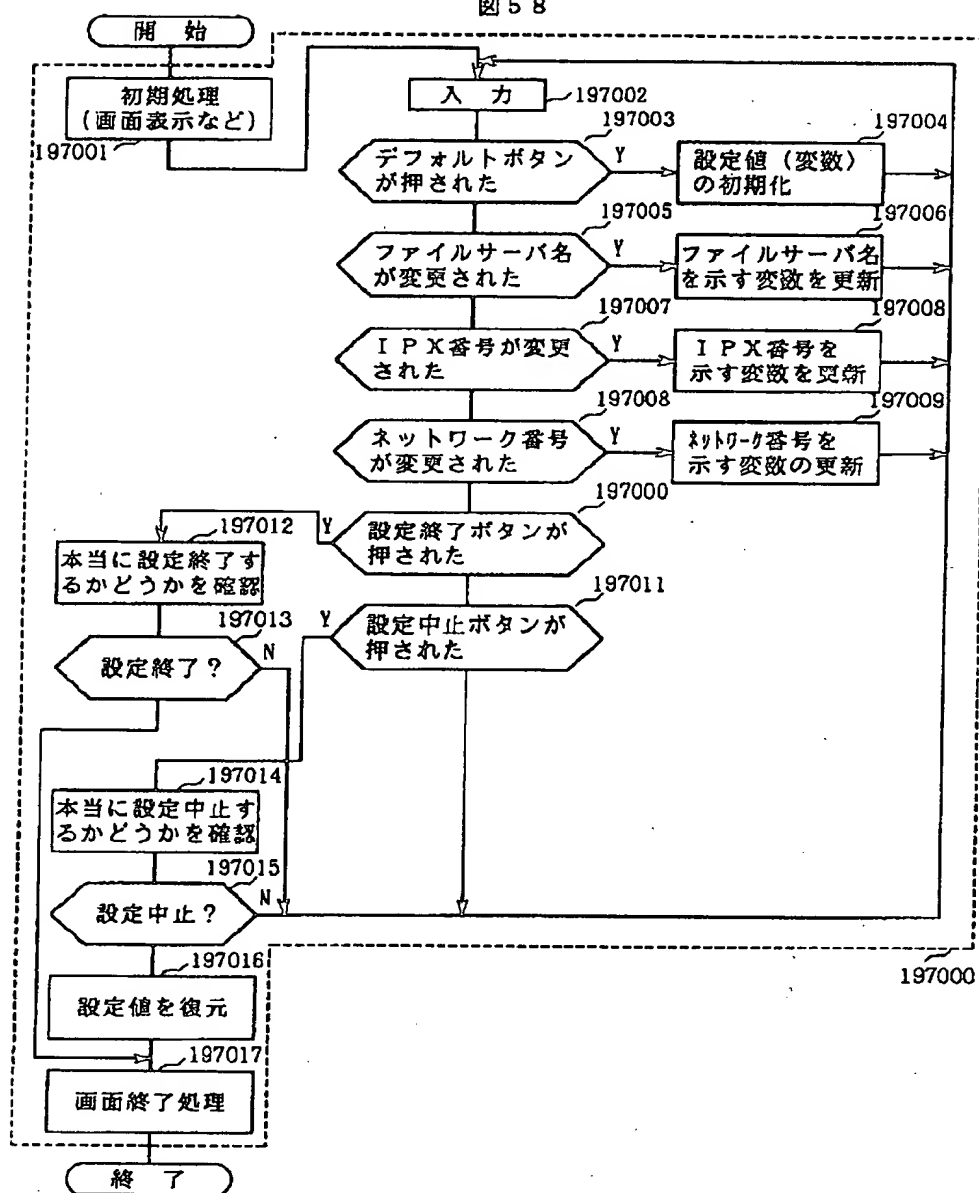 図58
開始
初期処理
(画面表示など)
197001
入力
197002
197003
デフォルトボタン
が押された
Y
197004
設定値(変数)
の初期化
197005
ファイルサーバ名
が変更された
Y
197006
ファイルサーバ名
を示す変数を更新
197007
IPX番号が変更
された
Y
197008
IPX番号を
示す変数を更新
197008
ネットワーク番号
が変更された
Y
197009
ネットワーク番号を
示す変数の更新
197000
設定終了ボタンが
押された
Y
197012
本当に設定終了す
るかどうかを確認
197011
設定中止ボタンが
押された
Y
197013
設定終了?
N
197014
本当に設定中止す
るかどうかを確認
197015
設定中止?
N
197016
設定値を復元
197000
197017
画面終了処理
終了